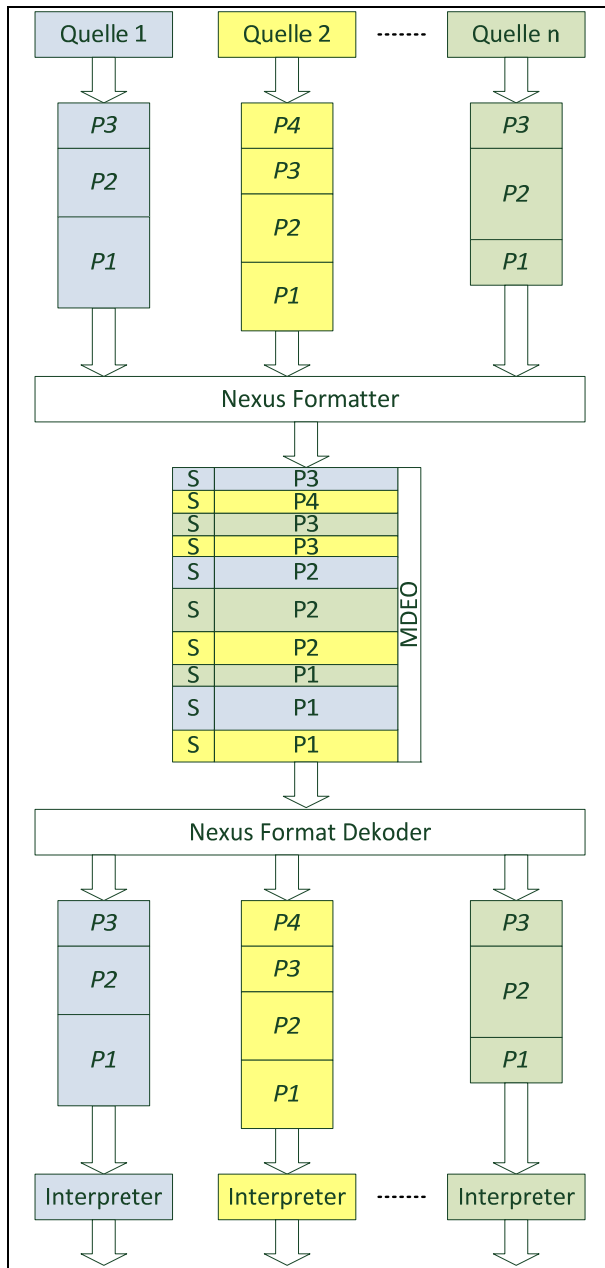 Quelle 1 Quelle 2 ....... Quelle n
P3 P4 P3
P2 P3 P2
P1 P2 P1
P1
Nexus Formatter
S P3
S P4
S P3
S P3
S P2
S P2
S P2
S P1
S P1
S P1
MDEO
Nexus Format Dekoder
P3 P4 P3
P2 P3 P2
P1 P2 P1
P1
Interpreter Interpreter ....... Interpreter